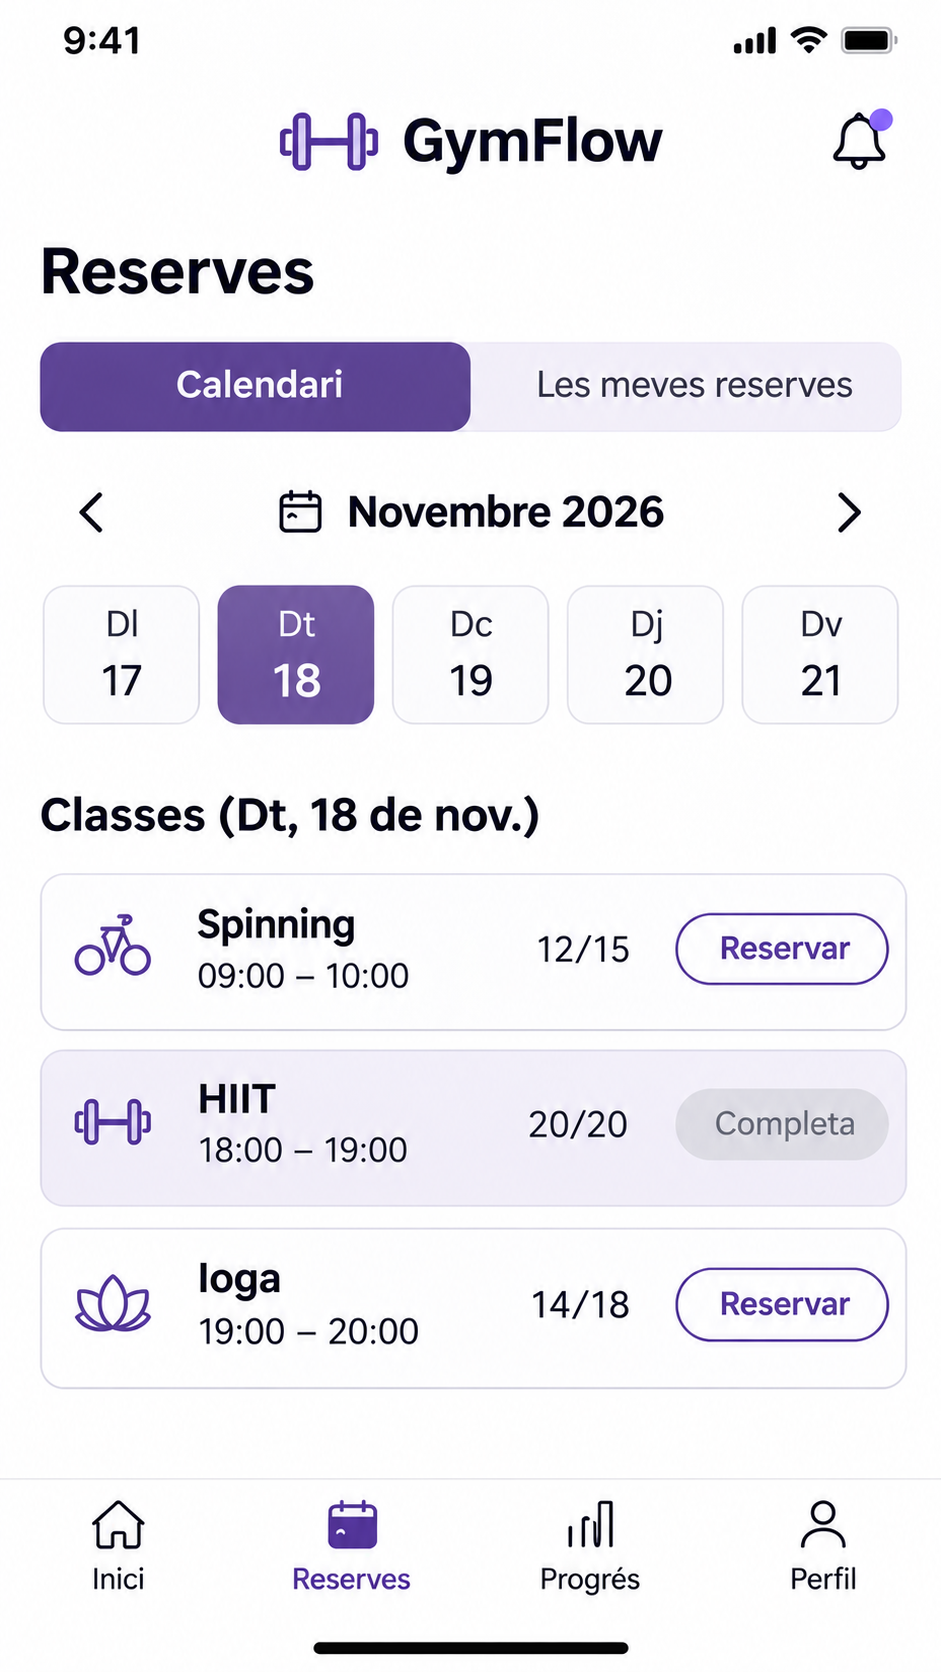 9:41
GymFlow
Reserves
Calendari
Les meves reserves
Novembre 2026
Dl
17
Dt
18
Dc
19
Dj
20
Dv
21
Classes (Dt, 18 de nov.)
Spinning
09:00 – 10:00
12/15
Reservar
HIIT
18:00 – 19:00
20/20
Completa
Ioga
19:00 – 20:00
14/18
Reservar
Inici
Reserves
Progrés
Perfil